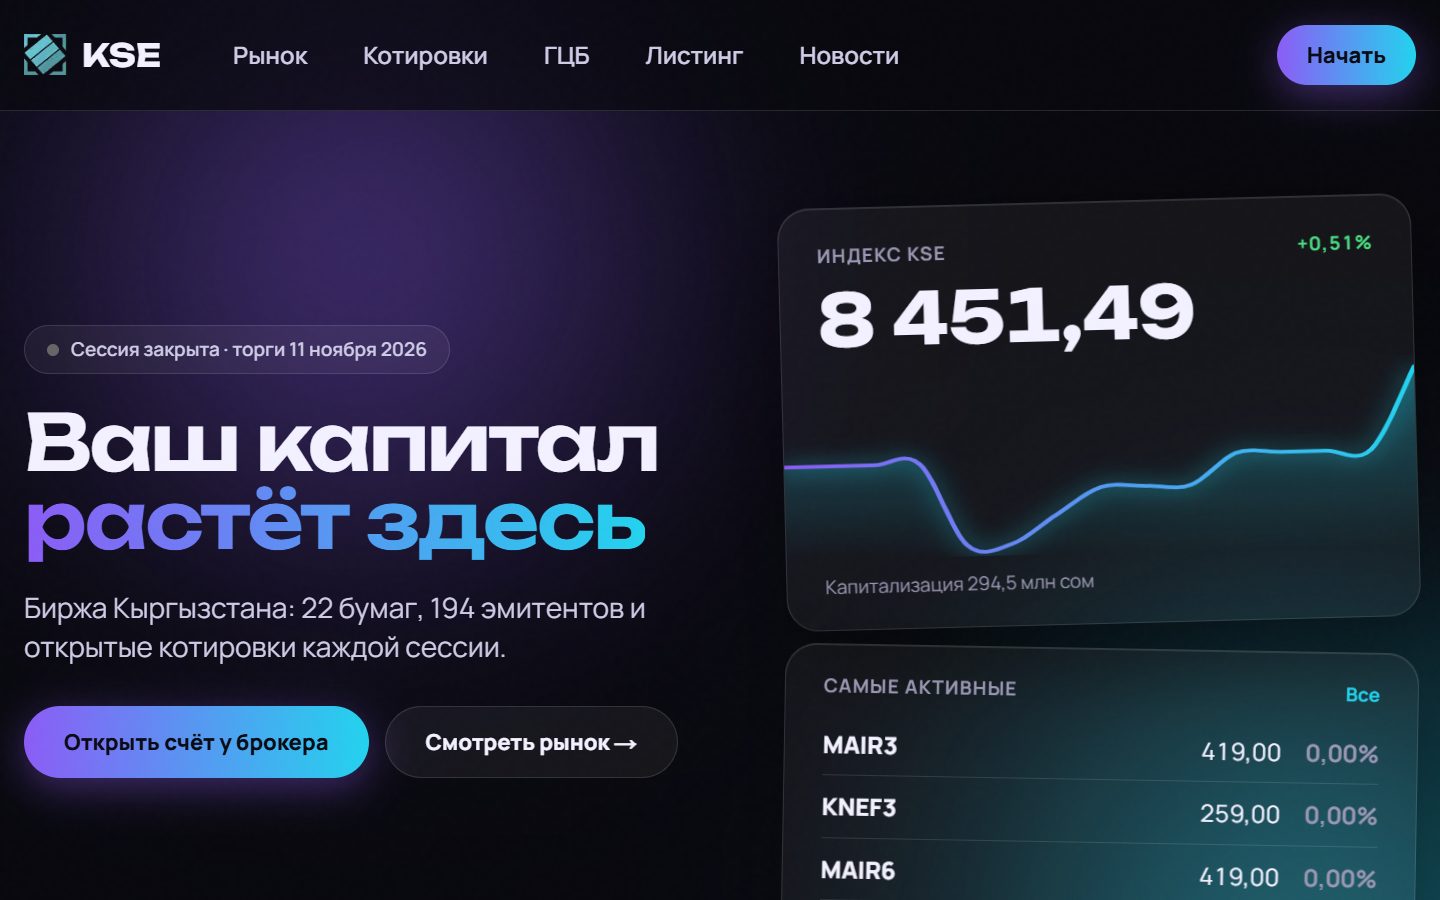 KSE
Рынок
Котировки
ГЦБ
Листинг
Новости
Начать
Сессия закрыта · торги 11 ноября 2026
Ваш капитал
растёт здесь
Биржа Кыргызстана: 22 бумаг, 194 эмитентов и
открытые котировки каждой сессии.
Открыть счёт у брокера
Смотреть рынок →
ИНДЕКС KSE
+0,51%
8 451,49
Капитализация 294,5 млн сом
САМЫЕ АКТИВНЫЕ
Все
MAIR3 419,00 0,00%
KNEF3 259,00 0,00%
MAIR6 419,00 0,00%